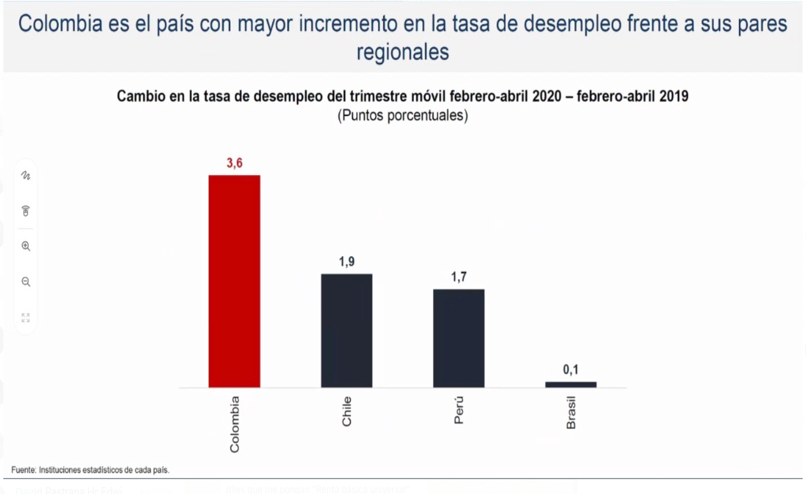 Colombia es el país con mayor incremento en la tasa de desempleo frente a sus pares
regionales
Cambio en la tasa de desempleo del trimestre móvil febrero-abril 2020 – febrero-abril 2019
(Puntos porcentuales)
3,6
1,9
1,7
0,1
Colombia
Chile
Perú
Brasil
Fuente: Instituciones estadísticos de cada país.